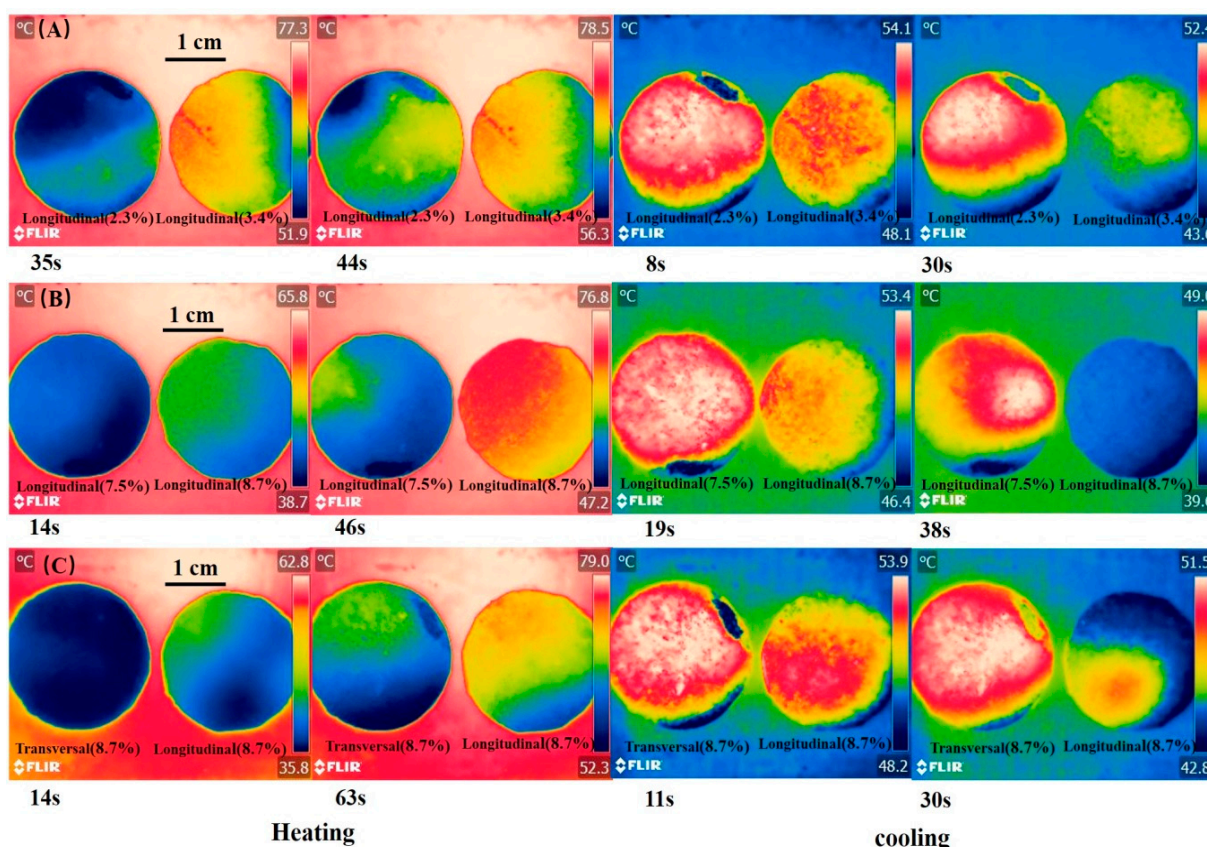 °C (A) 77.3 78.5 °C 54.1 °C 52.4
1 cm
Longitudinal(2.3%) Longitudinal(3.4%) Longitudinal(2.3%) Longitudinal(3.4%) Longitudinal(2.3%) Longitudinal(3.4%) Longitudinal(2.3%) Longitudinal(3.4%)
FLIR 51.9 56.3 FLIR 48.1 FLIR
35s 44s 8s 30s
°C (B) 65.8 76.8 °C 53.4 °C
1 cm
Longitudinal(7.5%) Longitudinal(8.7%) Longitudinal(7.5%) Longitudinal(8.7%) Longitudinal(7.5%) Longitudinal(8.7%) Longitudinal(7.5%) Longitudinal(8.7%)
FLIR 38.7 47.2 FLIR 46.4 FLIR
14s 46s 19s 38s
°C (C) 62.8 79.0 °C 53.9 °C 51.5
1 cm
Transversal(8.7%) Longitudinal(8.7%) Transversal(8.7%) Longitudinal(8.7%) Transversal(8.7%) Longitudinal(8.7%) Transversal(8.7%) Longitudinal(8.7%)
FLIR 35.8 52.3 FLIR 48.2 FLIR 42.8
14s 63s 11s 30s
Heating cooling